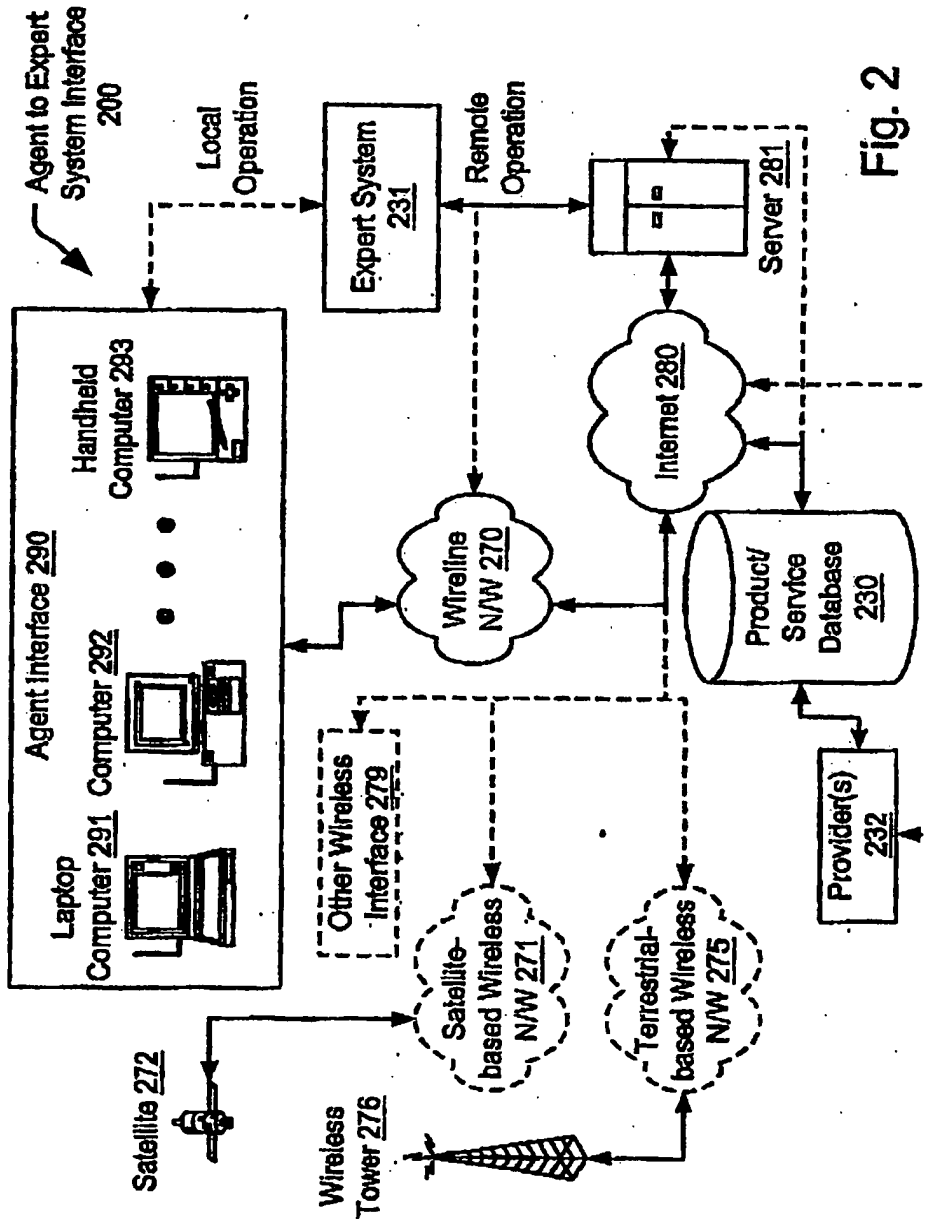 Agent to Expert
System Interface
200
Agent Interface 290
Laptop
Computer 291
Computer 292
Handheld
Computer 293
Local
Operation
Satellite 272
Wireless
Tower 276
Other Wireless
Interface 279
Satellite-
based Wireless
N/W 271
Terrestrial-
based Wireless
N/W 275
Wireline
N/W 270
Expert System
231
Remote
Operation
Internet 280
Server 281
Product/
Service
Database
230
Provider(s)
232
Fig. 2